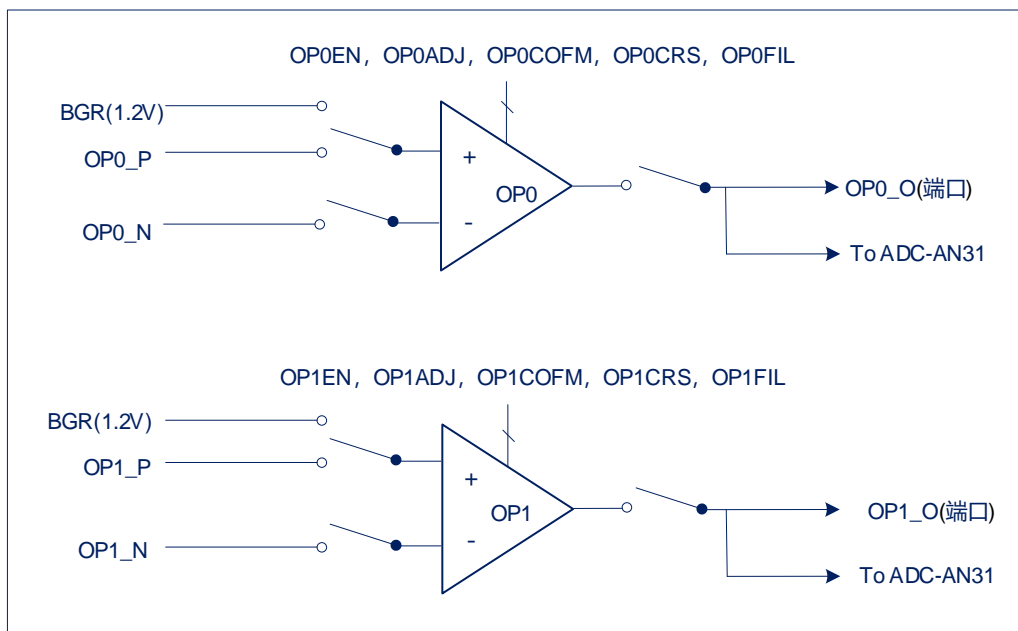 OP0EN，OP0ADJ，OP0COFM，OP0CRS，OP0FIL
BGR(1.2V)
OP0_P
OP0_N
+
-
OP0
OP0_O(端口)
To ADC-AN31
OP1EN，OP1ADJ，OP1COFM，OP1CRS，OP1FIL
BGR(1.2V)
OP1_P
OP1_N
+
-
OP1
OP1_O(端口)
To ADC-AN31